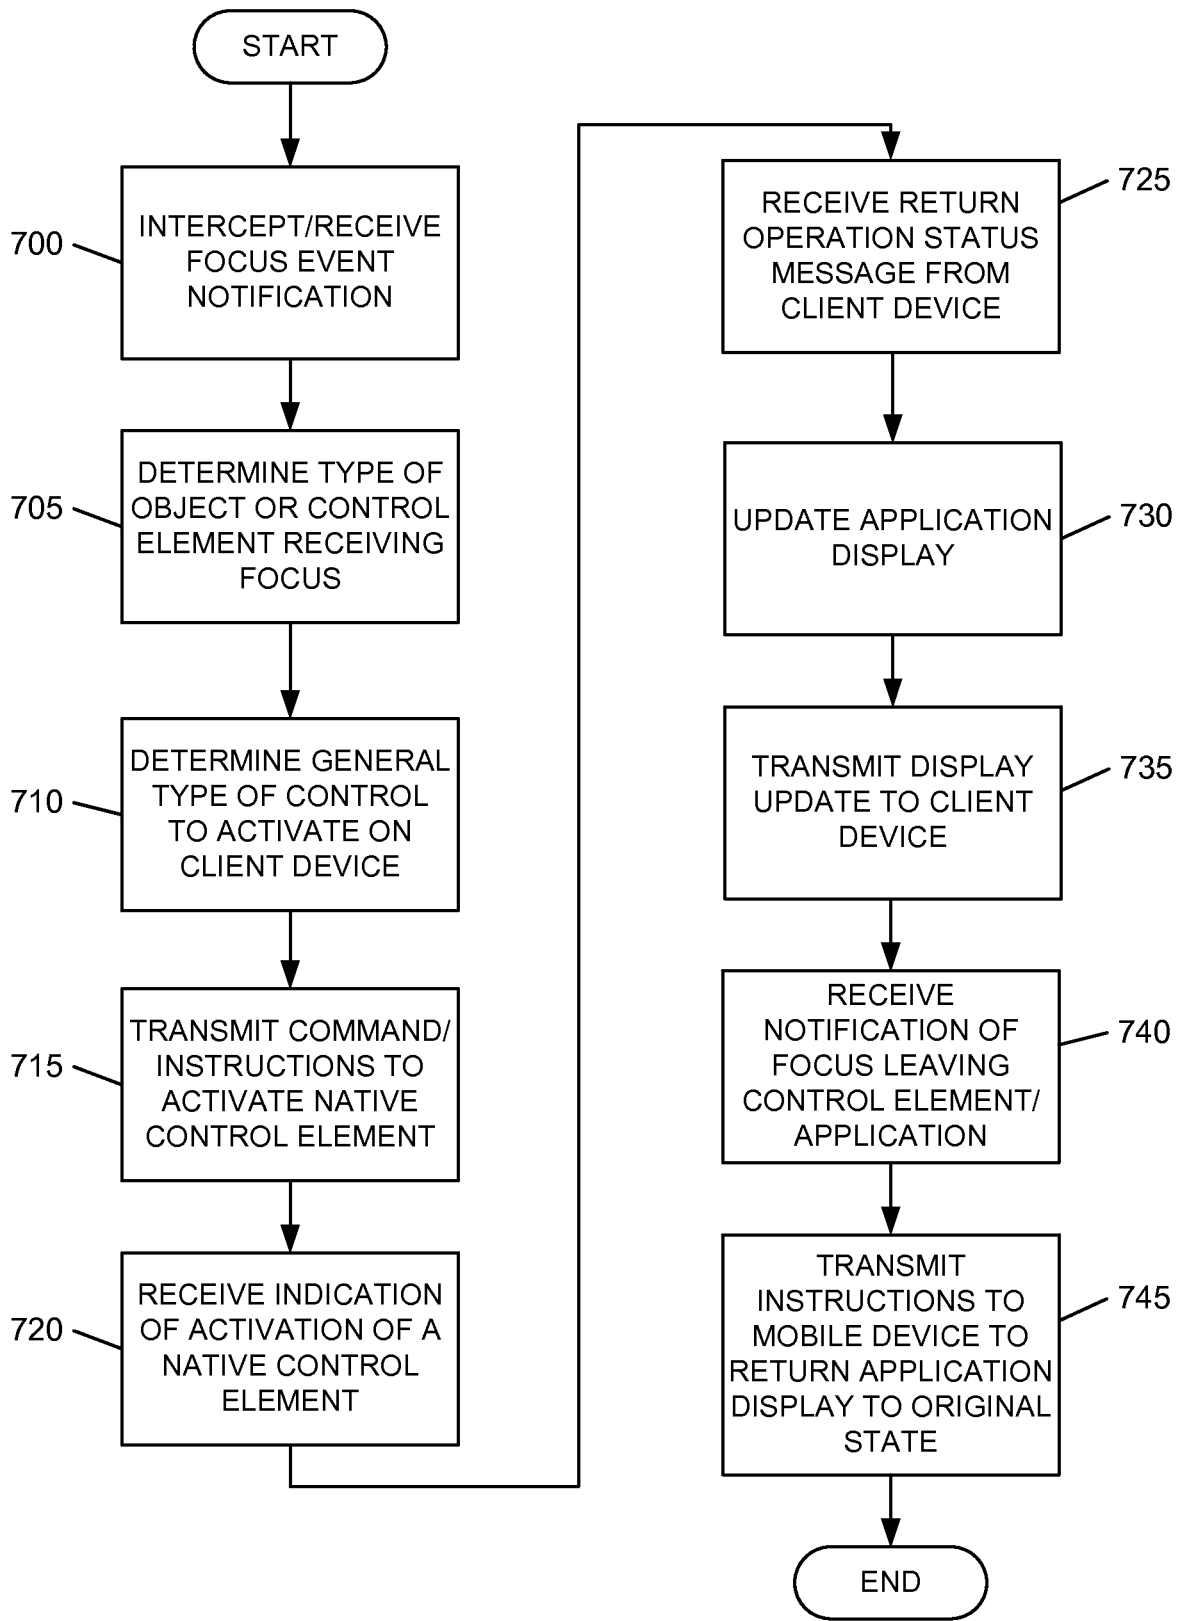 START
700
INTERCEPT/RECEIVE
FOCUS EVENT
NOTIFICATION
705
DETERMINE TYPE OF
OBJECT OR CONTROL
ELEMENT RECEIVING
FOCUS
710
DETERMINE GENERAL
TYPE OF CONTROL
TO ACTIVATE ON
CLIENT DEVICE
715
TRANSMIT COMMAND/
INSTRUCTIONS TO
ACTIVATE NATIVE
CONTROL ELEMENT
720
RECEIVE INDICATION
OF ACTIVATION OF A
NATIVE CONTROL
ELEMENT
725
RECEIVE RETURN
OPERATION STATUS
MESSAGE FROM
CLIENT DEVICE
730
UPDATE APPLICATION
DISPLAY
735
TRANSMIT DISPLAY
UPDATE TO CLIENT
DEVICE
740
RECEIVE
NOTIFICATION OF
FOCUS LEAVING
CONTROL ELEMENT/
APPLICATION
745
TRANSMIT
INSTRUCTIONS TO
MOBILE DEVICE TO
RETURN APPLICATION
DISPLAY TO ORIGINAL
STATE
END